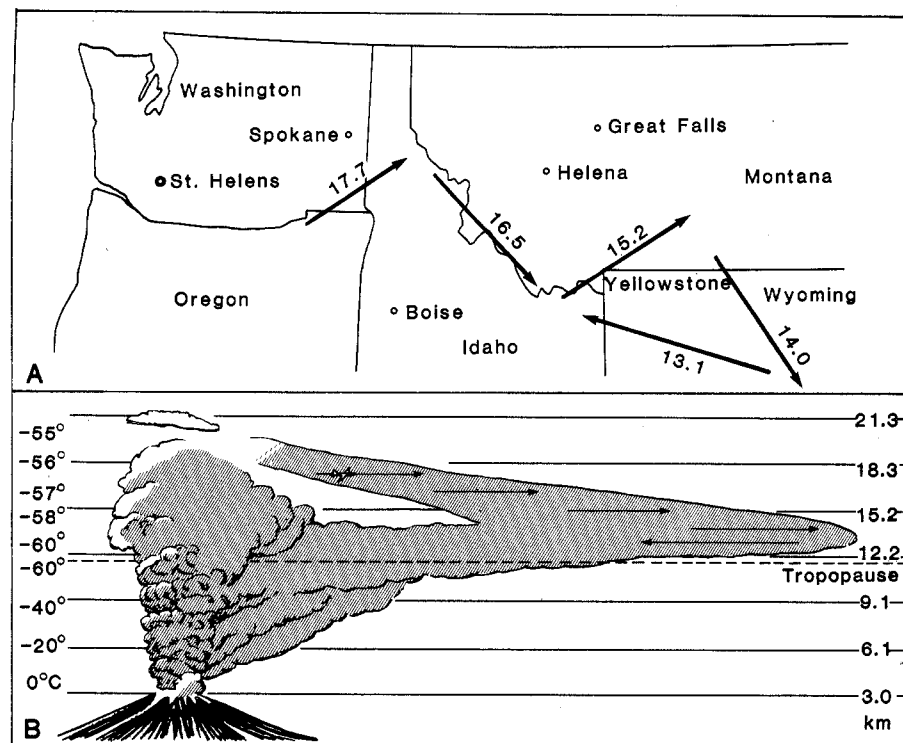 Washington
Spokane
Great Falls
St. Helens
17.7
Helena
Montana
16.5
15.2
Oregon
Yellowstone
Wyoming
Boise
Idaho
13.1
14.0
A
-55°
21.3
-56°
18.3
-57°
-58°
15.2
-60°
12.2
-60°
Tropopause
-40°
9.1
-20°
6.1
0°C
3.0
km
B